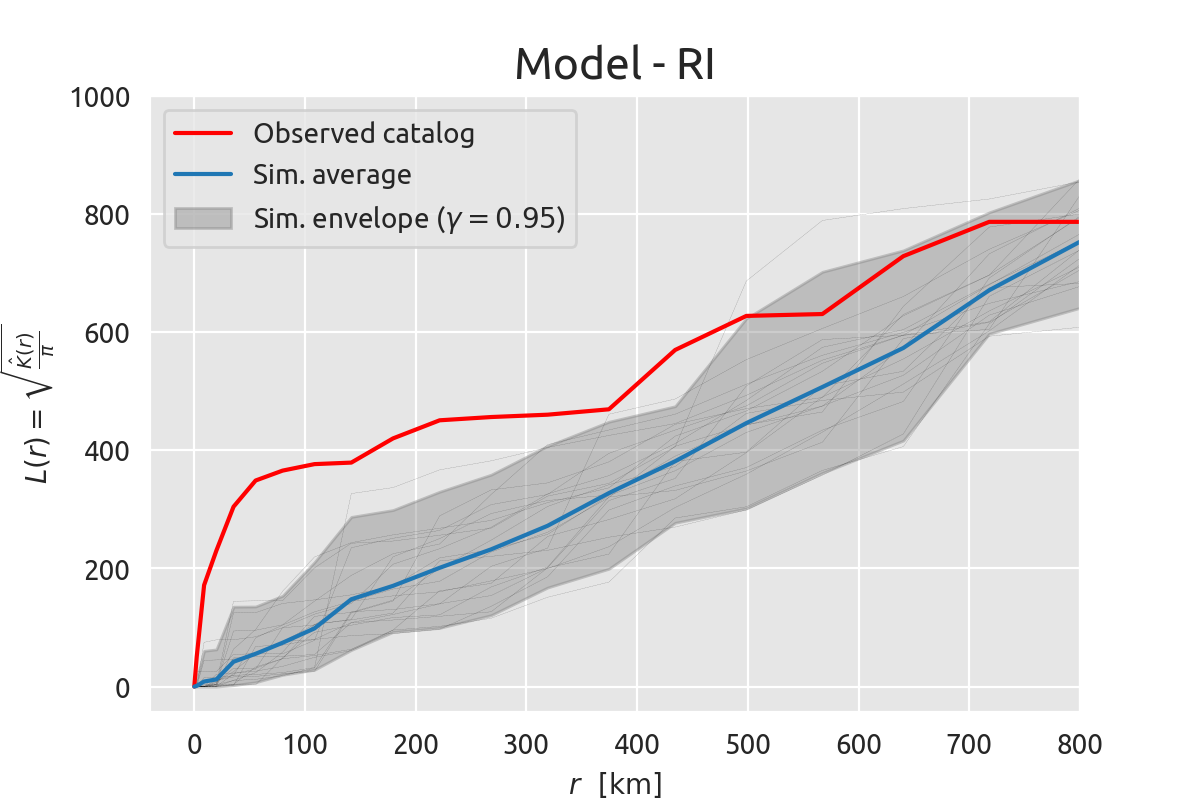 Model - RI
1000
800
600
400
200
0
L(r) = √(K̂(r)/π)
Observed catalog
Sim. average
Sim. envelope (γ = 0.95)
0 100 200 300 400 500 600 700 800
r [km]